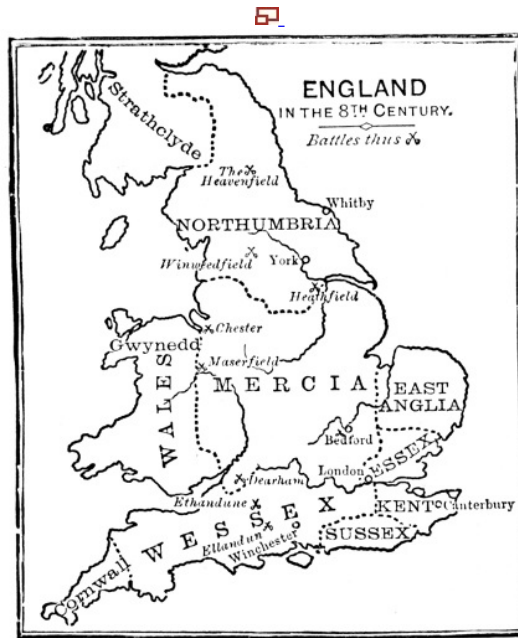 ENGLAND
IN THE 8TH CENTURY.
Battles thus
Strathclyde
The
Heavenfield
Whitby
NORTHUMBRIA
Winwedfield
York
Heathfield
Chester
Gwynedd
Maserfield
WALES
MERCIA
EAST
ANGLIA
Bedford
London
ESSEX
Dearham
Ethandune
WESSEX
KENT
Canterbury
Ellandun
SUSSEX
Winchester
Cornwall